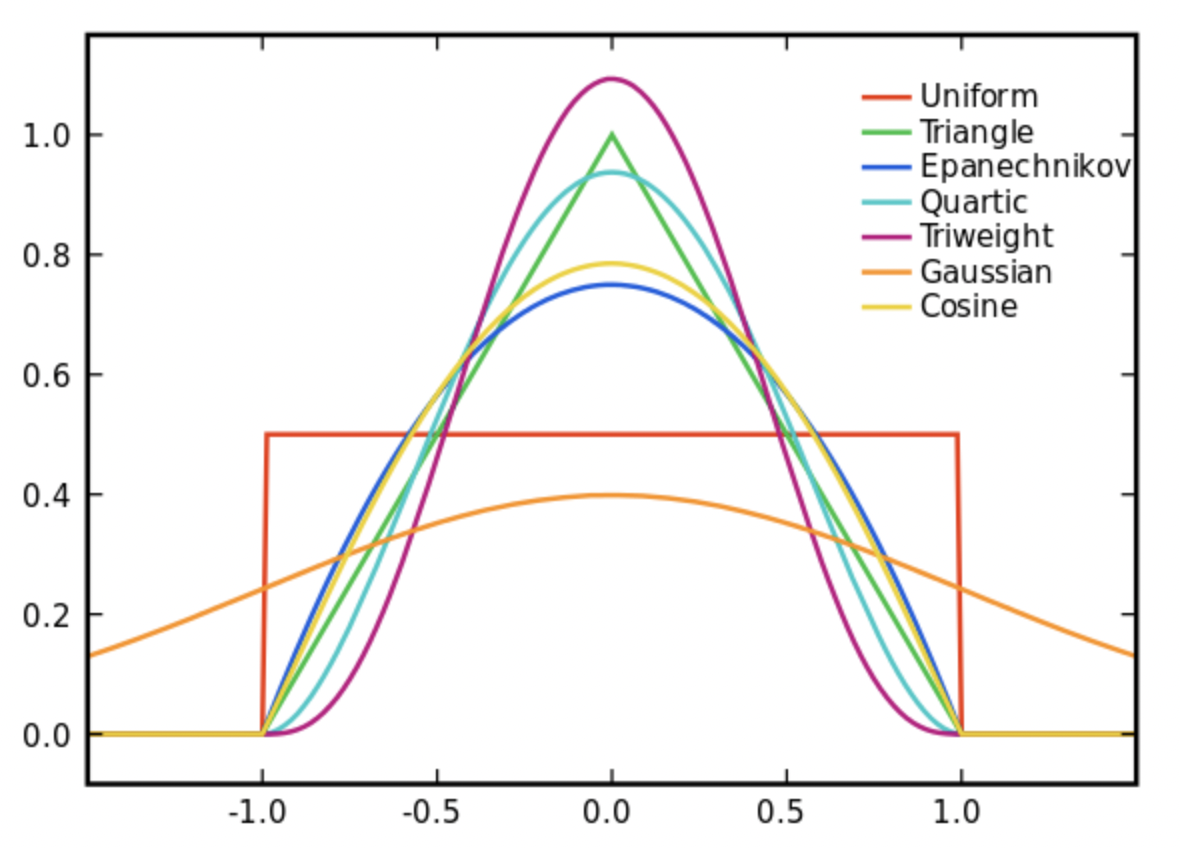 Uniform
Triangle
Epanechnikov
Quartic
Triweight
Gaussian
Cosine
1.0
0.8
0.6
0.4
0.2
0.0
-1.0 -0.5 0.0 0.5 1.0